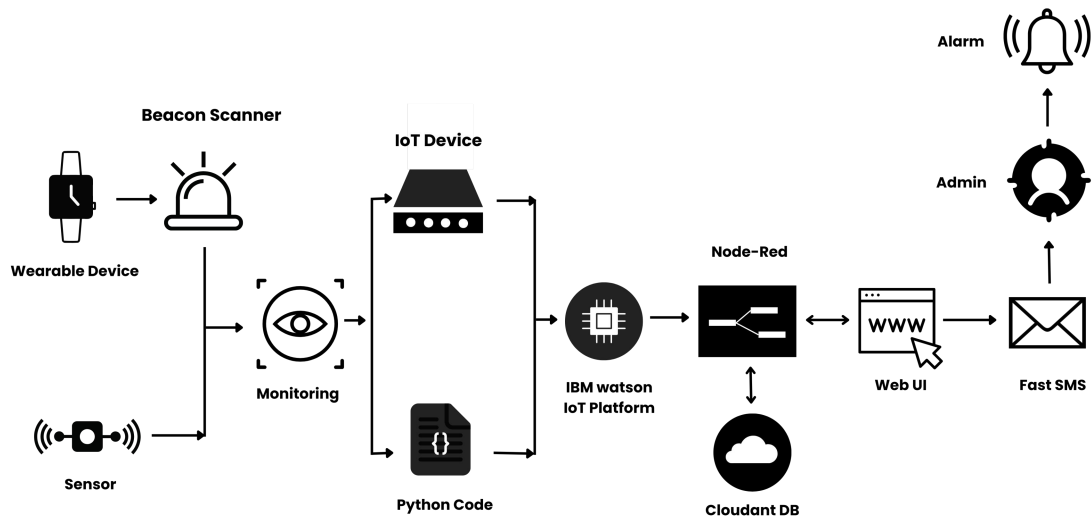 Alarm
Beacon Scanner
IoT Device
Admin
Wearable Device
Node-Red
WWW
Monitoring
IBM watson
IoT Platform
Web UI
Fast SMS
{}
Sensor
Python Code
Cloudant DB